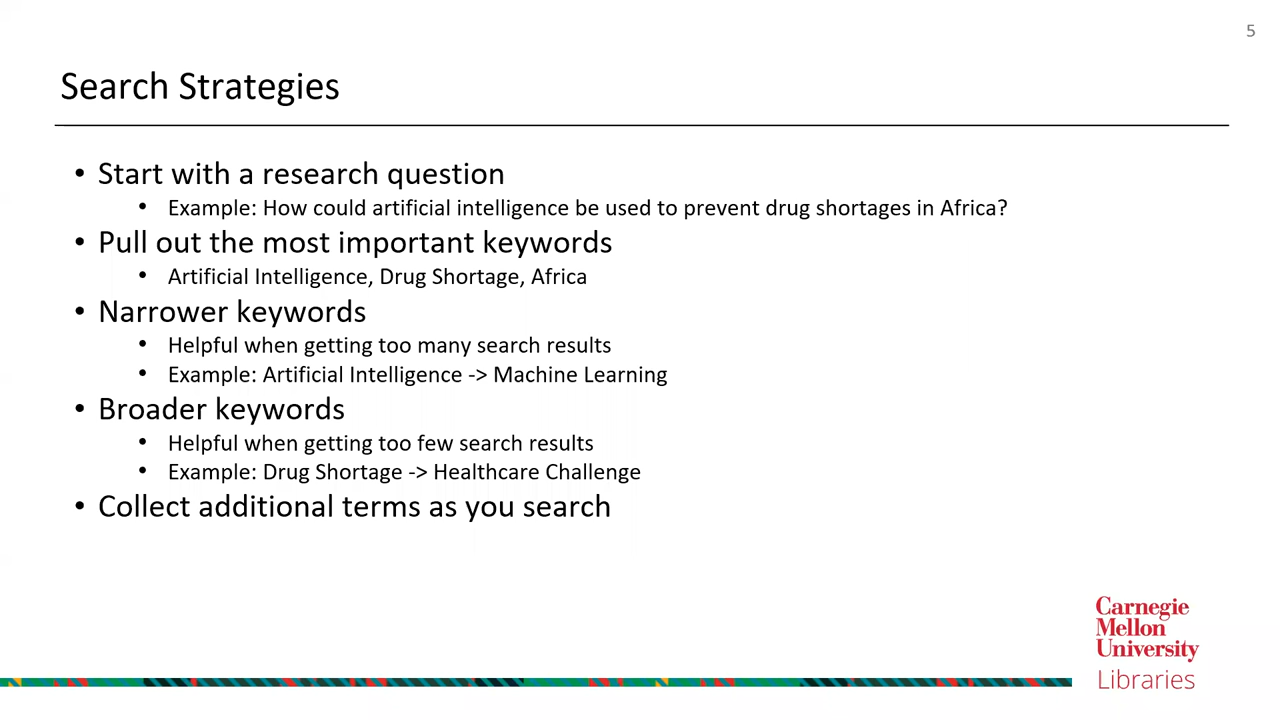 5
Search Strategies
• Start with a research question
• Example: How could artificial intelligence be used to prevent drug shortages in Africa?
• Pull out the most important keywords
• Artificial Intelligence, Drug Shortage, Africa
• Narrower keywords
• Helpful when getting too many search results
• Example: Artificial Intelligence -> Machine Learning
• Broader keywords
• Helpful when getting too few search results
• Example: Drug Shortage -> Healthcare Challenge
• Collect additional terms as you search
Carnegie
Mellon
University
Libraries